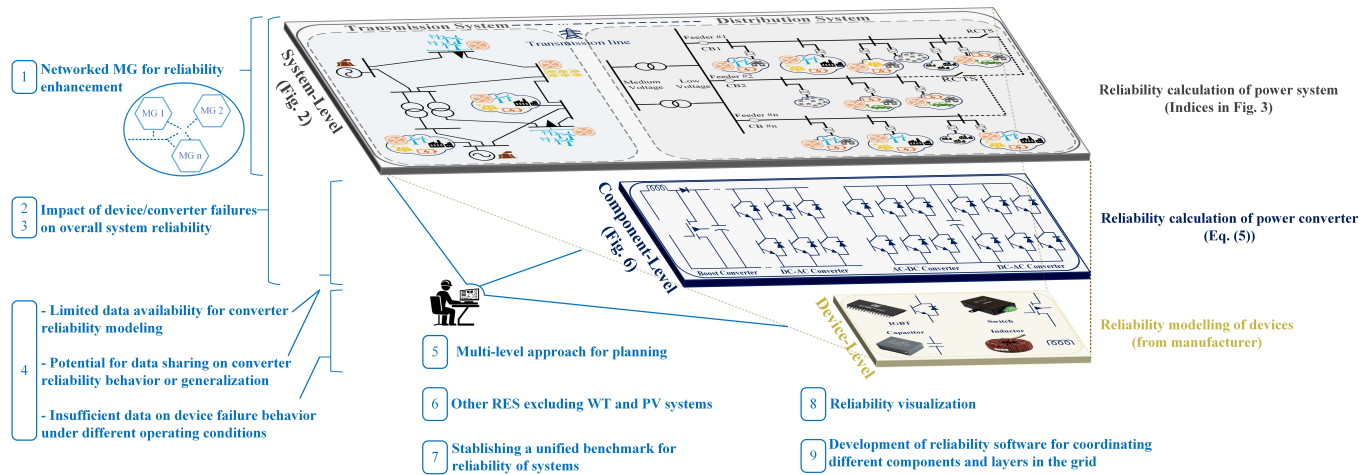 Transmission System
Distribution System
Transmission line
Feeder #1
CB1
RCTS
Medium
Voltage
Low
Voltage
Feeder #2
CB2
RCTS
Feeder #n
CB #n
System-Level
(Fig. 2)
1
Networked MG for reliability
enhancement
MG 1
MG 2
MG n
Reliability calculation of power system
(Indices in Fig. 3)
2
3
Impact of device/converter failures
on overall system reliability
Component-Level
(Fig. 6)
Boost Converter
...
DC-AC Converter
AC-DC Converter
DC-AC Converter
Reliability calculation of power converter
(Eq. (5))
4
- Limited data availability for converter
reliability modeling
- Potential for data sharing on converter
reliability behavior or generalization
- Insufficient data on device failure behavior
under different operating conditions
Device-Level
IGBT
Switch
Capacitor
Inductor
Reliability modelling of devices
(from manufacturer)
5
Multi-level approach for planning
6
Other RES excluding WT and PV systems
7
Stablishing a unified benchmark for
reliability of systems
8
Reliability visualization
9
Development of reliability software for coordinating
different components and layers in the grid